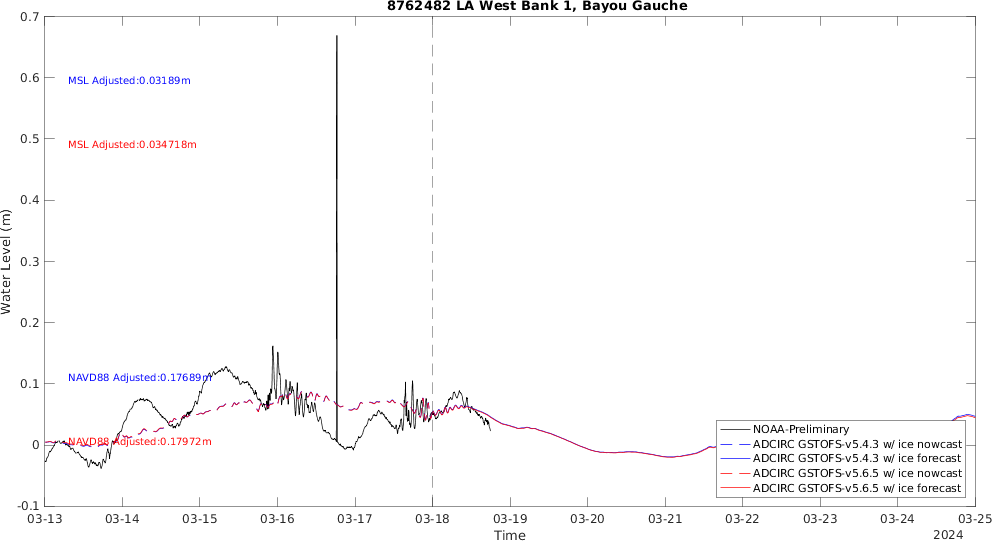 8762482 LA West Bank 1, Bayou Gauche
0.7
0.6
0.5
0.4
0.3
0.2
0.1
0
-0.1
Water Level (m)
MSL Adjusted:0.03189m
MSL Adjusted:0.034718m
NAVD88 Adjusted:0.17689m
NAVD88 Adjusted:0.17972m
NOAA-Preliminary
ADCIRC GSTOFS-v5.4.3 w/ ice nowcast
ADCIRC GSTOFS-v5.4.3 w/ ice forecast
ADCIRC GSTOFS-v5.6.5 w/ ice nowcast
ADCIRC GSTOFS-v5.6.5 w/ ice forecast
03-13 03-14 03-15 03-16 03-17 03-18 03-19 03-20 03-21 03-22 03-23 03-24 03-25
Time
2024